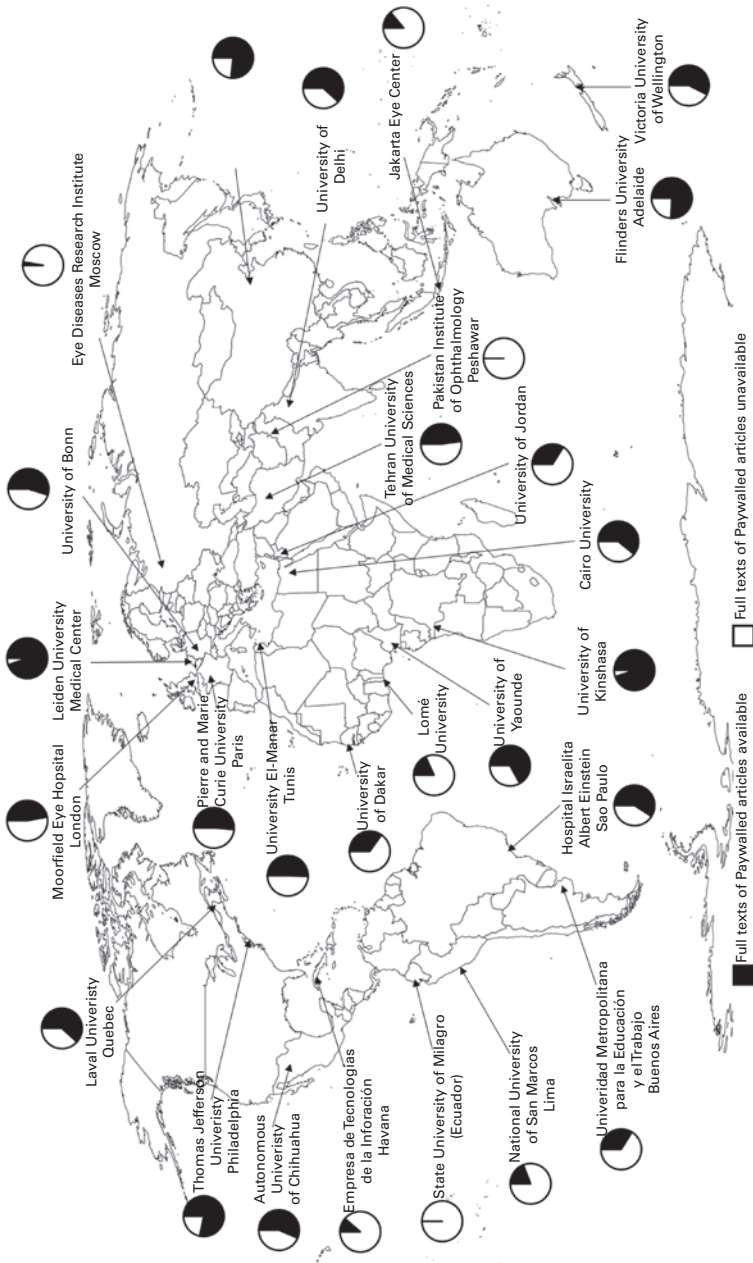 Eye Diseases Research Institute
Moscow
University of Bonn
Leiden University
Medical Center
Moorfield Eye Hopsital
London
Laval Univeristy
Quebec
University of
Delhi
Jakarta Eye Center
Victoria University
of Wellington
Flinders University
Adelaide
Pakistan Institute
of Ophthalmology
Peshawar
Tehran University
of Medical Sciences
University of Jordan
Cairo University
Pierre and Marie
Curie University
Paris
University El-Manar
Tunis
University
of Dakar
Lomé
University
University of
Yaounde
University of
Kinshasa
Hospital Israelita
Albert Einstein
Sao Paulo
Thomas Jefferson
Univeristy
Philadelphia
Autonomous
Univeristy
of Chihuahua
Empresa de Tecnologías
de la Inforación
Havana
State University of Milagro
(Ecuador)
National University
of San Marcos
Lima
Univeridad Metropolitana
para la Educación
y el Trabajo
Buenos Aires
Full texts of Paywalled articles available
Full texts of Paywalled articles unavailable